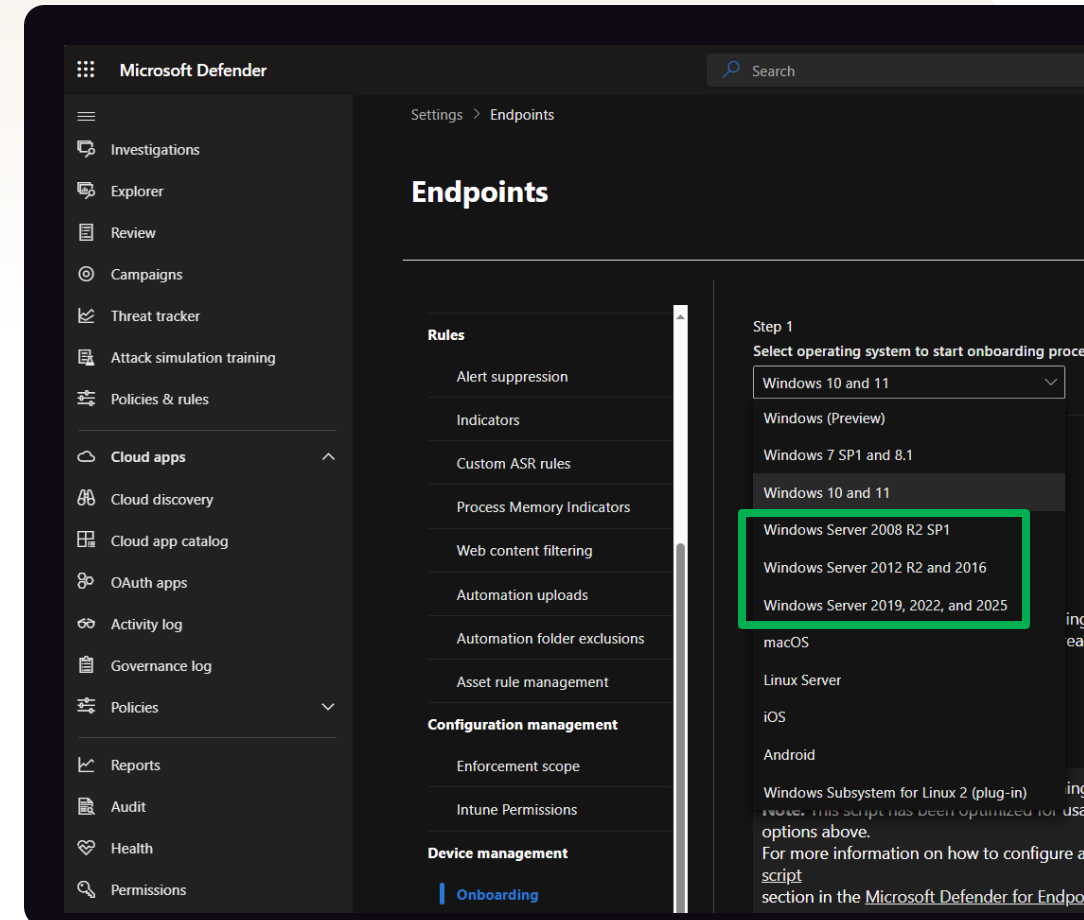 Microsoft Defender
Search
Investigations
Explorer
Review
Campaigns
Threat tracker
Attack simulation training
Policies & rules
Cloud apps
Cloud discovery
Cloud app catalog
OAuth apps
Activity log
Governance log
Policies
Reports
Audit
Health
Permissions
Settings > Endpoints
Endpoints
Rules
Alert suppression
Indicators
Custom ASR rules
Process Memory Indicators
Web content filtering
Automation uploads
Automation folder exclusions
Asset rule management
Configuration management
Enforcement scope
Intune Permissions
Device management
Onboarding
Step 1
Select operating system to start onboarding
Windows 10 and 11
Windows (Preview)
Windows 7 SP1 and 8.1
Windows 10 and 11
Windows Server 2008 R2 SP1
Windows Server 2012 R2 and 2016
Windows Server 2019, 2022, and 2025
macOS
Linux Server
iOS
Android
Windows Subsystem for Linux 2 (plug-in)
Note: This script has been optimized for
options above.
For more information on how to configure
script
section in the Microsoft Defender for